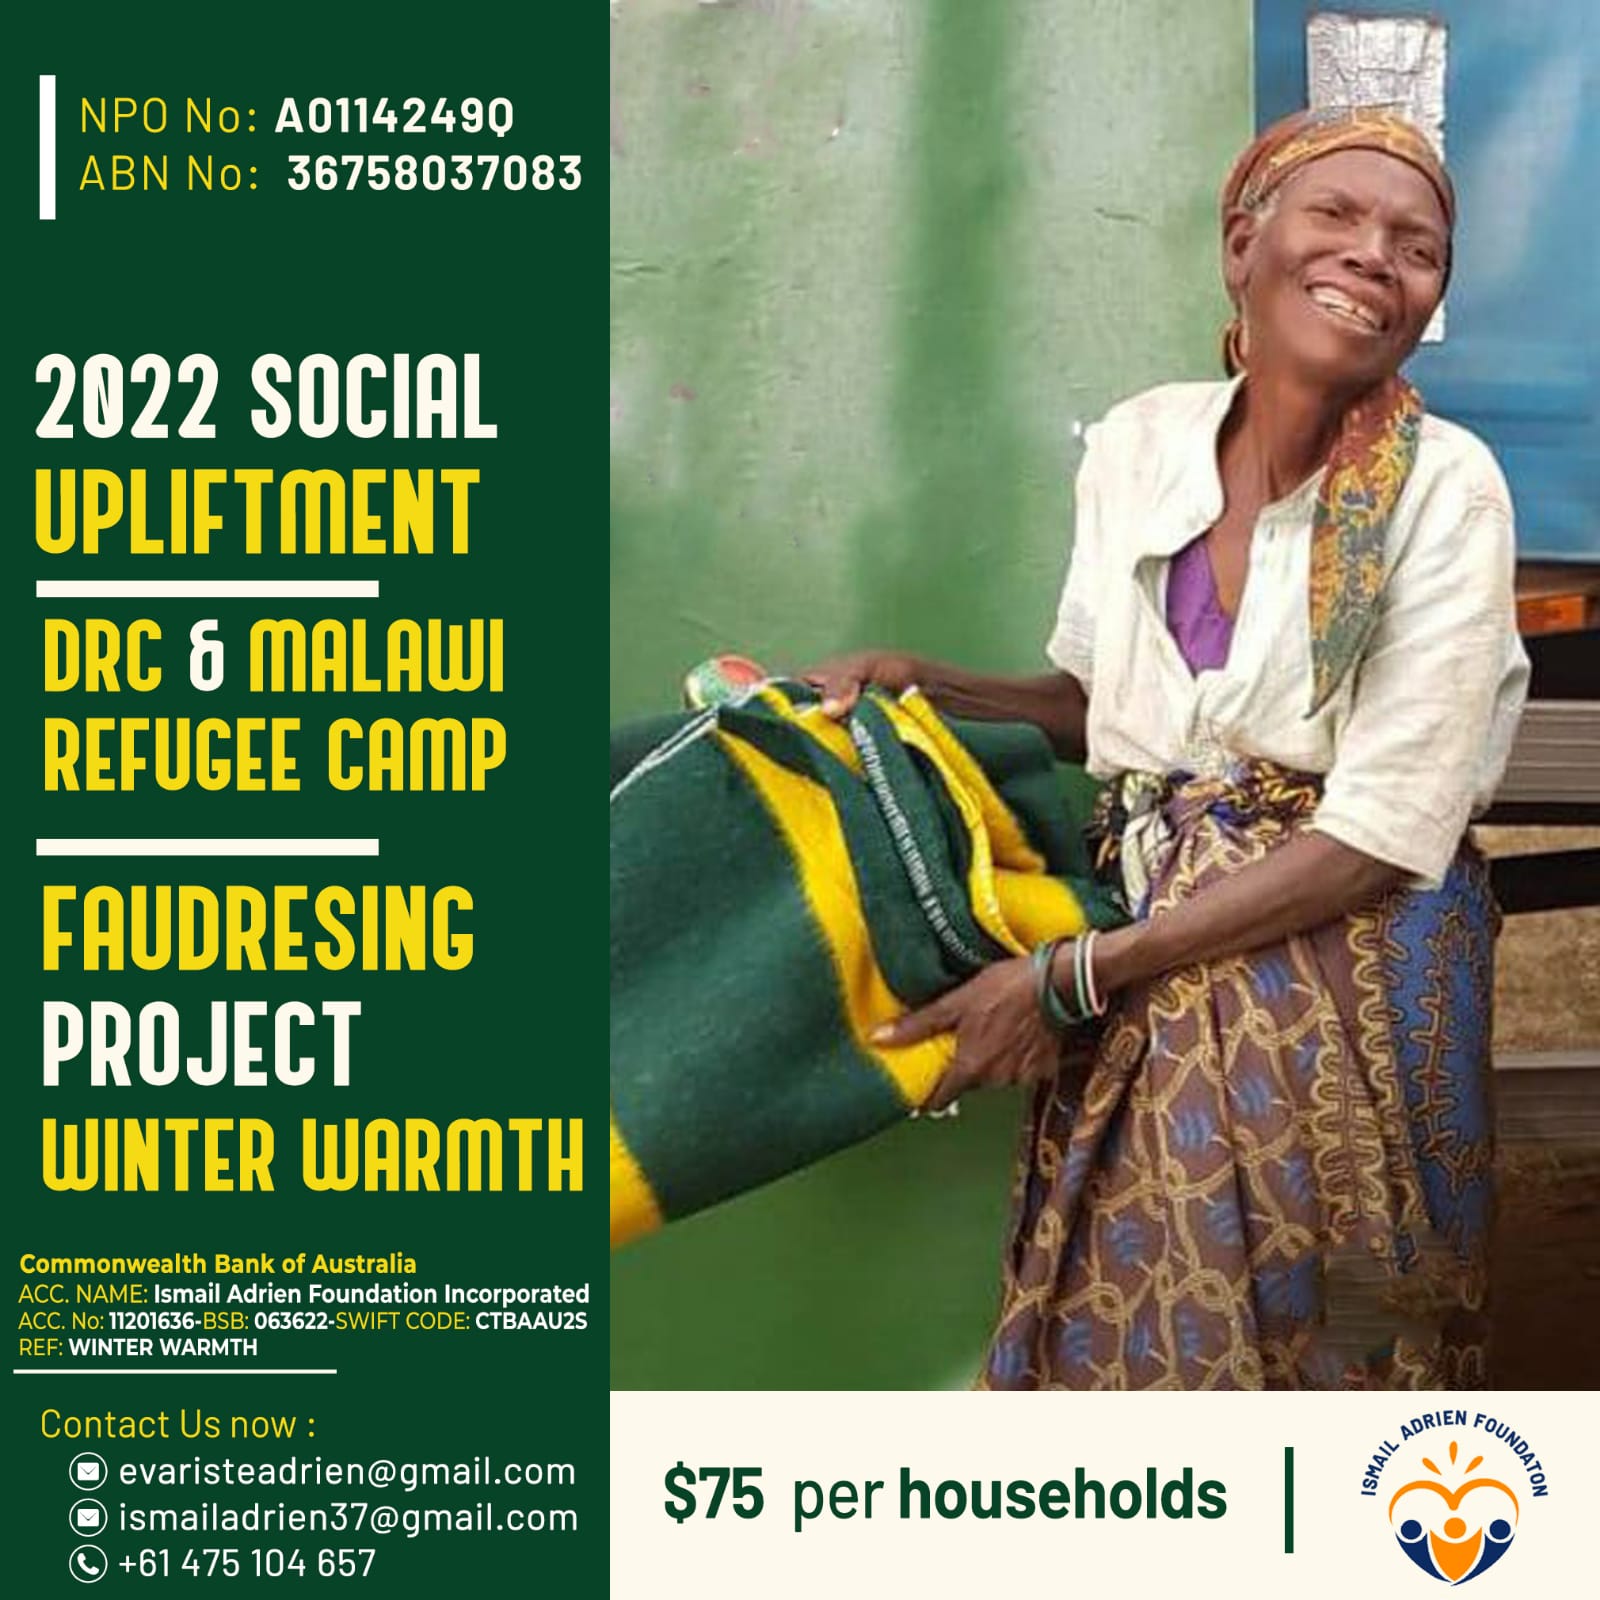 NPO No: A0114249Q
ABN No: 36758037083
2022 SOCIAL
UPLIFTMENT
DRC & MALAWI
REFUGEE CAMP
FAUDRESING
PROJECT
WINTER WARMTH
Commonwealth Bank of Australia
ACC. NAME: Ismail Adrien Foundation Incorporated
ACC. No: 11201636-BSB: 063622-SWIFT CODE: CTBAAU2S
REF: WINTER WARMTH
Contact Us now :
evaristeadrien@gmail.com
ismailadrien37@gmail.com
+61 475 104 657
$75 per households
ISMAIL ADRIEN FOUNDATON